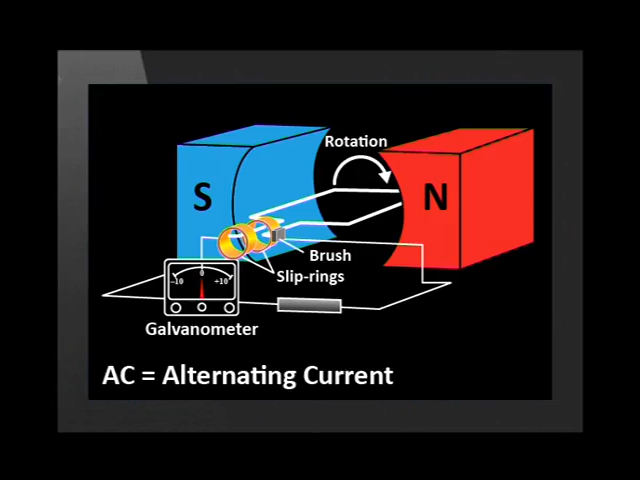 Rotation
S
N
Brush
Slip-rings
-10 0 +10
Galvanometer
AC = Alternating Current